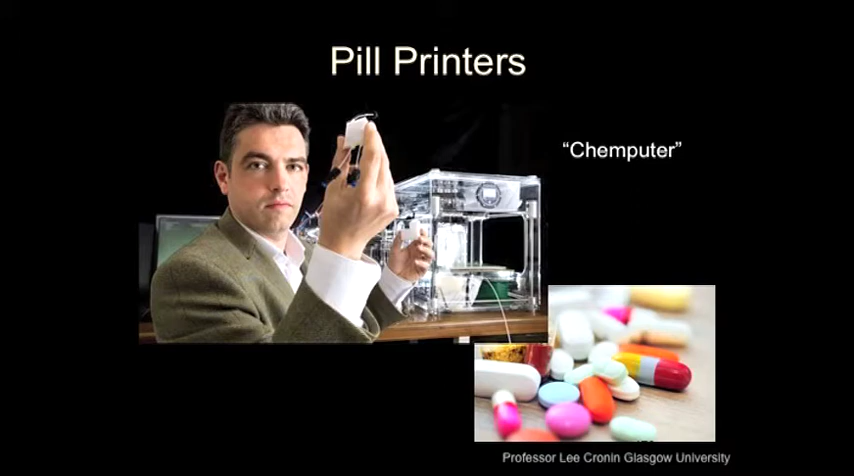 Pill Printers
“Chemputer”
Professor Lee Cronin Glasgow University